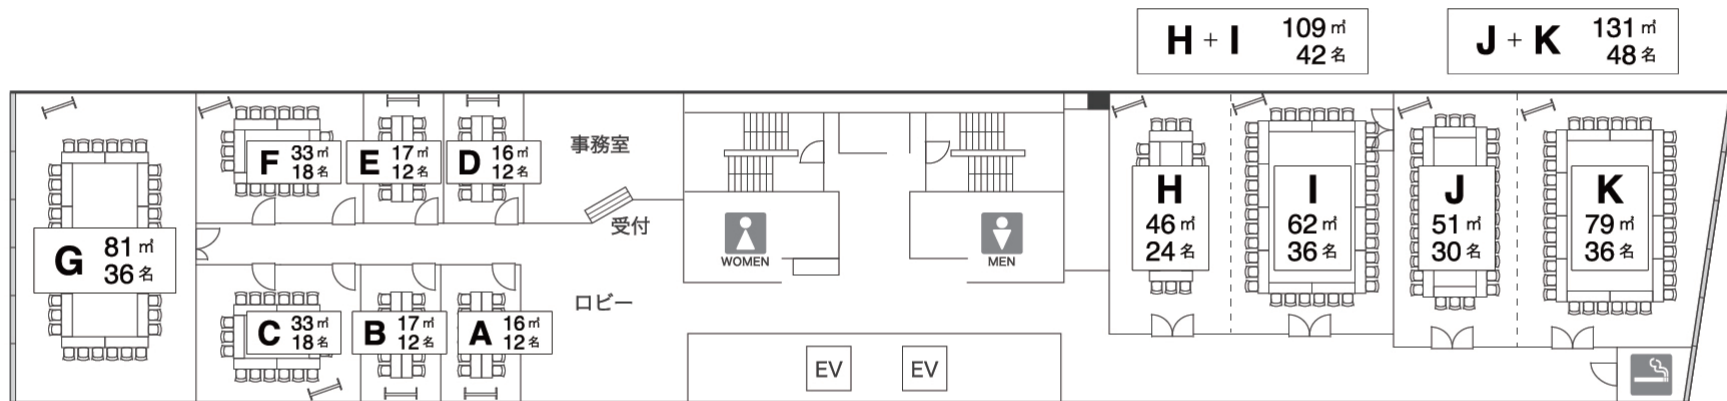 H + I 109㎡
42名
J + K 131㎡
48名
F 33㎡
18名
E 17㎡
12名
D 16㎡
12名
事務室
受付
G 81㎡
36名
WOMEN
MEN
H
46㎡
24名
I
62㎡
36名
J
51㎡
30名
K
79㎡
36名
ロビー
C 33㎡
18名
B 17㎡
12名
A 16㎡
12名
EV
EV